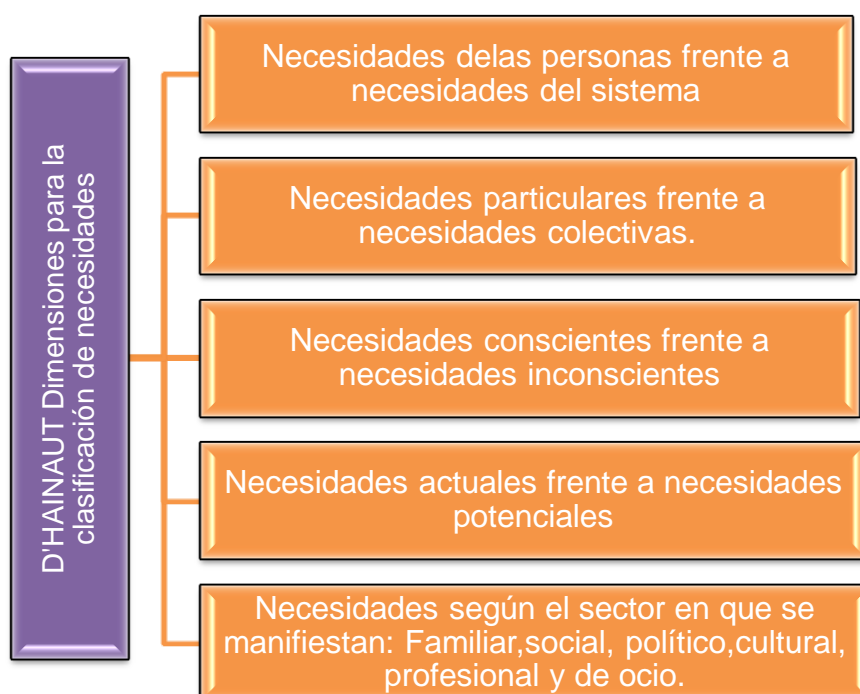 D'HAINAUT Dimensiones para la
clasificación de necesidades
Necesidades delas personas frente a
necesidades del sistema
Necesidades particulares frente a
necesidades colectivas.
Necesidades conscientes frente a
necesidades inconscientes
Necesidades actuales frente a necesidades
potenciales
Necesidades según el sector en que se
manifiestan: Familiar,social, político,cultural,
profesional y de ocio.